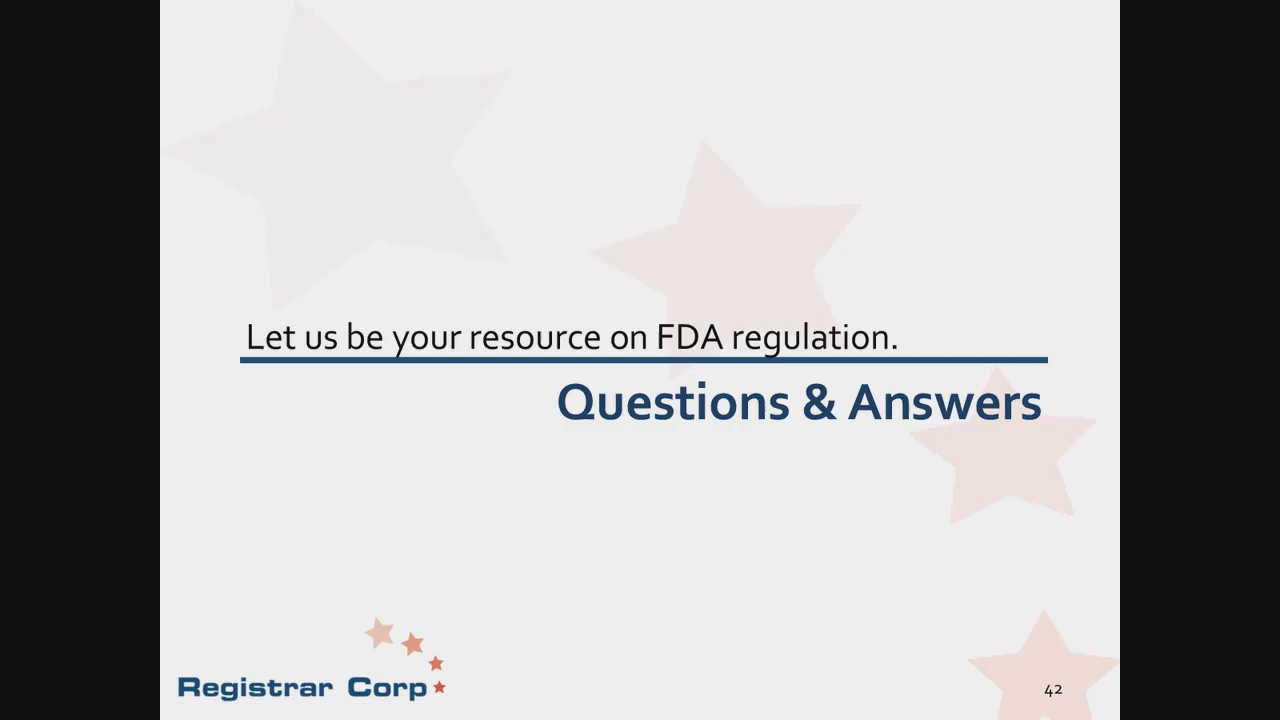 Let us be your resource on FDA regulation.
Questions & Answers
Registrar Corp
42